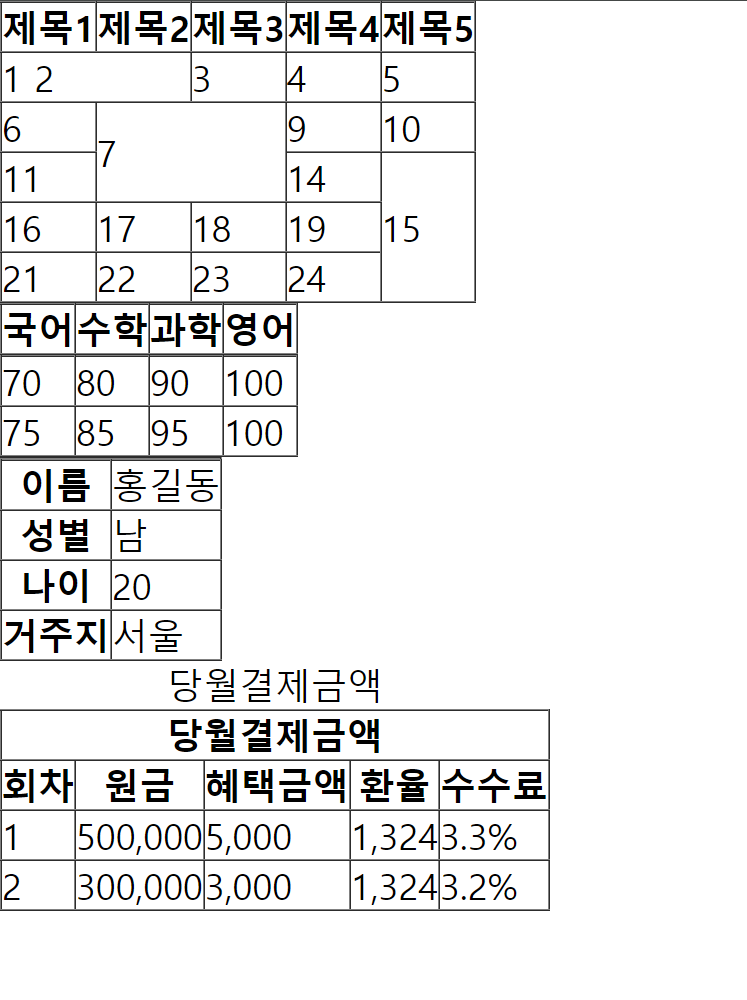 제목1 제목2 제목3 제목4 제목5
1 2 3 4 5
6 7 9 10
11 14 15
16 17 18 19
21 22 23 24
국어 수학 과학 영어
70 80 90 100
75 85 95 100
이름 홍길동
성별 남
나이 20
거주지 서울
당월결제금액
당월결제금액
회차 원금 혜택금액 환율 수수료
1 500,000 5,000 1,324 3.3%
2 300,000 3,000 1,324 3.2%